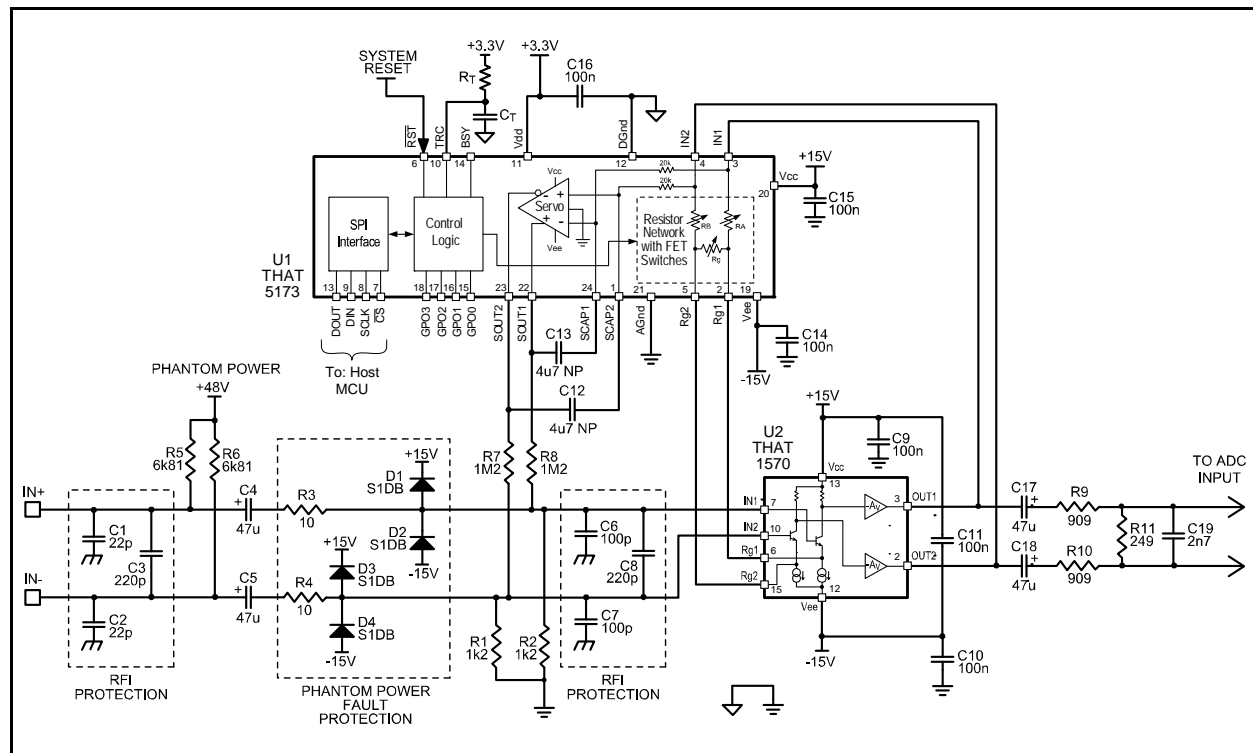 SYSTEM
RESET
+3.3V
RT
CT
+3.3V
C16
100n
RST
TRC
BSY
Vdd
DGnd
IN2
IN1
6
10
14
11
12
4
3
+15V
Vcc
20
C15
100n
20k
20k
SPI
Interface
Control
Logic
Vcc
-
+
Servo
+
-
Vee
RB
RA
Rg
Resistor
Network
with FET
Switches
U1
THAT
5173
13
9
8
7
18
17
16
15
23
22
24
1
21
5
2
19
DOUT
DIN
SCLK
CS
GPO3
GPO2
GPO1
GPO0
SOUT2
SOUT1
SCAP1
SCAP2
AGnd
Rg2
Rg1
Vee
To: Host
MCU
C13
4u7 NP
C12
4u7 NP
C14
100n
-15V
PHANTOM POWER
+48V
R5
6k81
R6
6k81
R7
1M2
R8
1M2
+15V
D1
S1DB
D2
S1DB
-15V
+15V
D3
S1DB
D4
S1DB
-15V
IN+
IN-
C1
22p
C3
220p
C2
22p
C4
+
47u
C5
+
47u
R3
10
R4
10
R1
1k2
R2
1k2
C6
100p
C8
220p
C7
100p
RFI
PROTECTION
PHANTOM POWER
FAULT
PROTECTION
RFI
PROTECTION
U2
THAT
1570
+15V
C9
100n
Vcc
13
IN1
7
IN2
10
Rg1
6
Rg2
15
-Av
-Av
3
OUT1
2
OUT2
12
Vee
-15V
C11
100n
C10
100n
C17
+
47u
C18
+
47u
R9
909
R10
909
R11
249
C19
2n7
TO ADC
INPUT